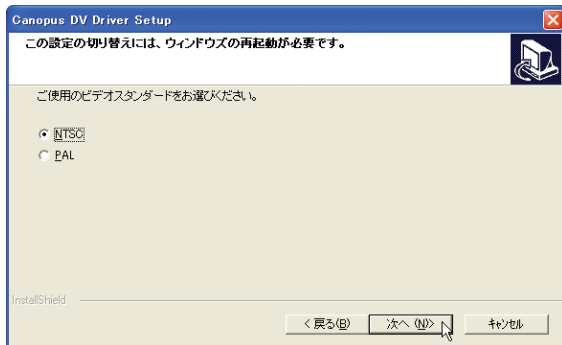 Canopus DV Driver Setup
この設定の切り替えには、ウィンドウズの再起動が必要です。
ご使用のビデオスタンダードをお選びください。
NTSC
PAL
InstallShield
< 戻る(B)
次へ (N)>
キャンセル